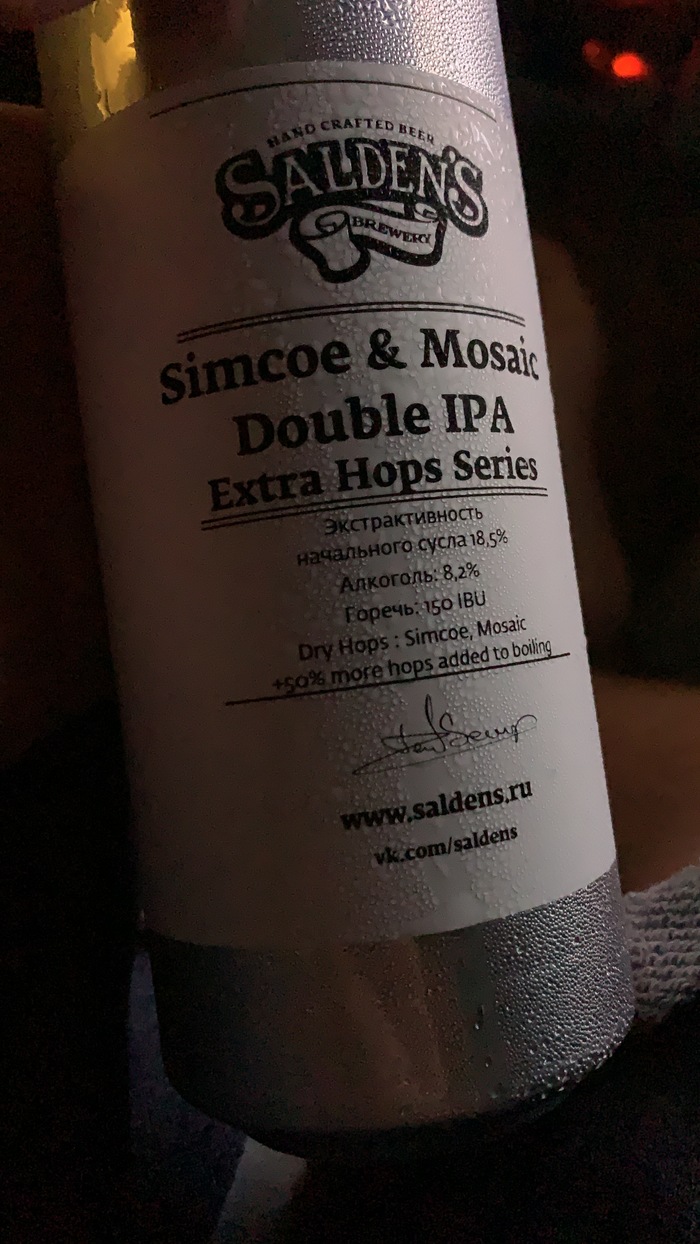 HAND CRAFTED BEER
SALDEN'S
BREWERY
Simcoe & Mosaic
Double IPA
Extra Hops Series
Экстрактивность
начального сусла 18,5%
Алкоголь: 8,2%
Горечь: 150 IBU
Dry Hops : Simcoe, Mosaic
+50% more hops added to boiling
www.saldens.ru
vk.com/saldens